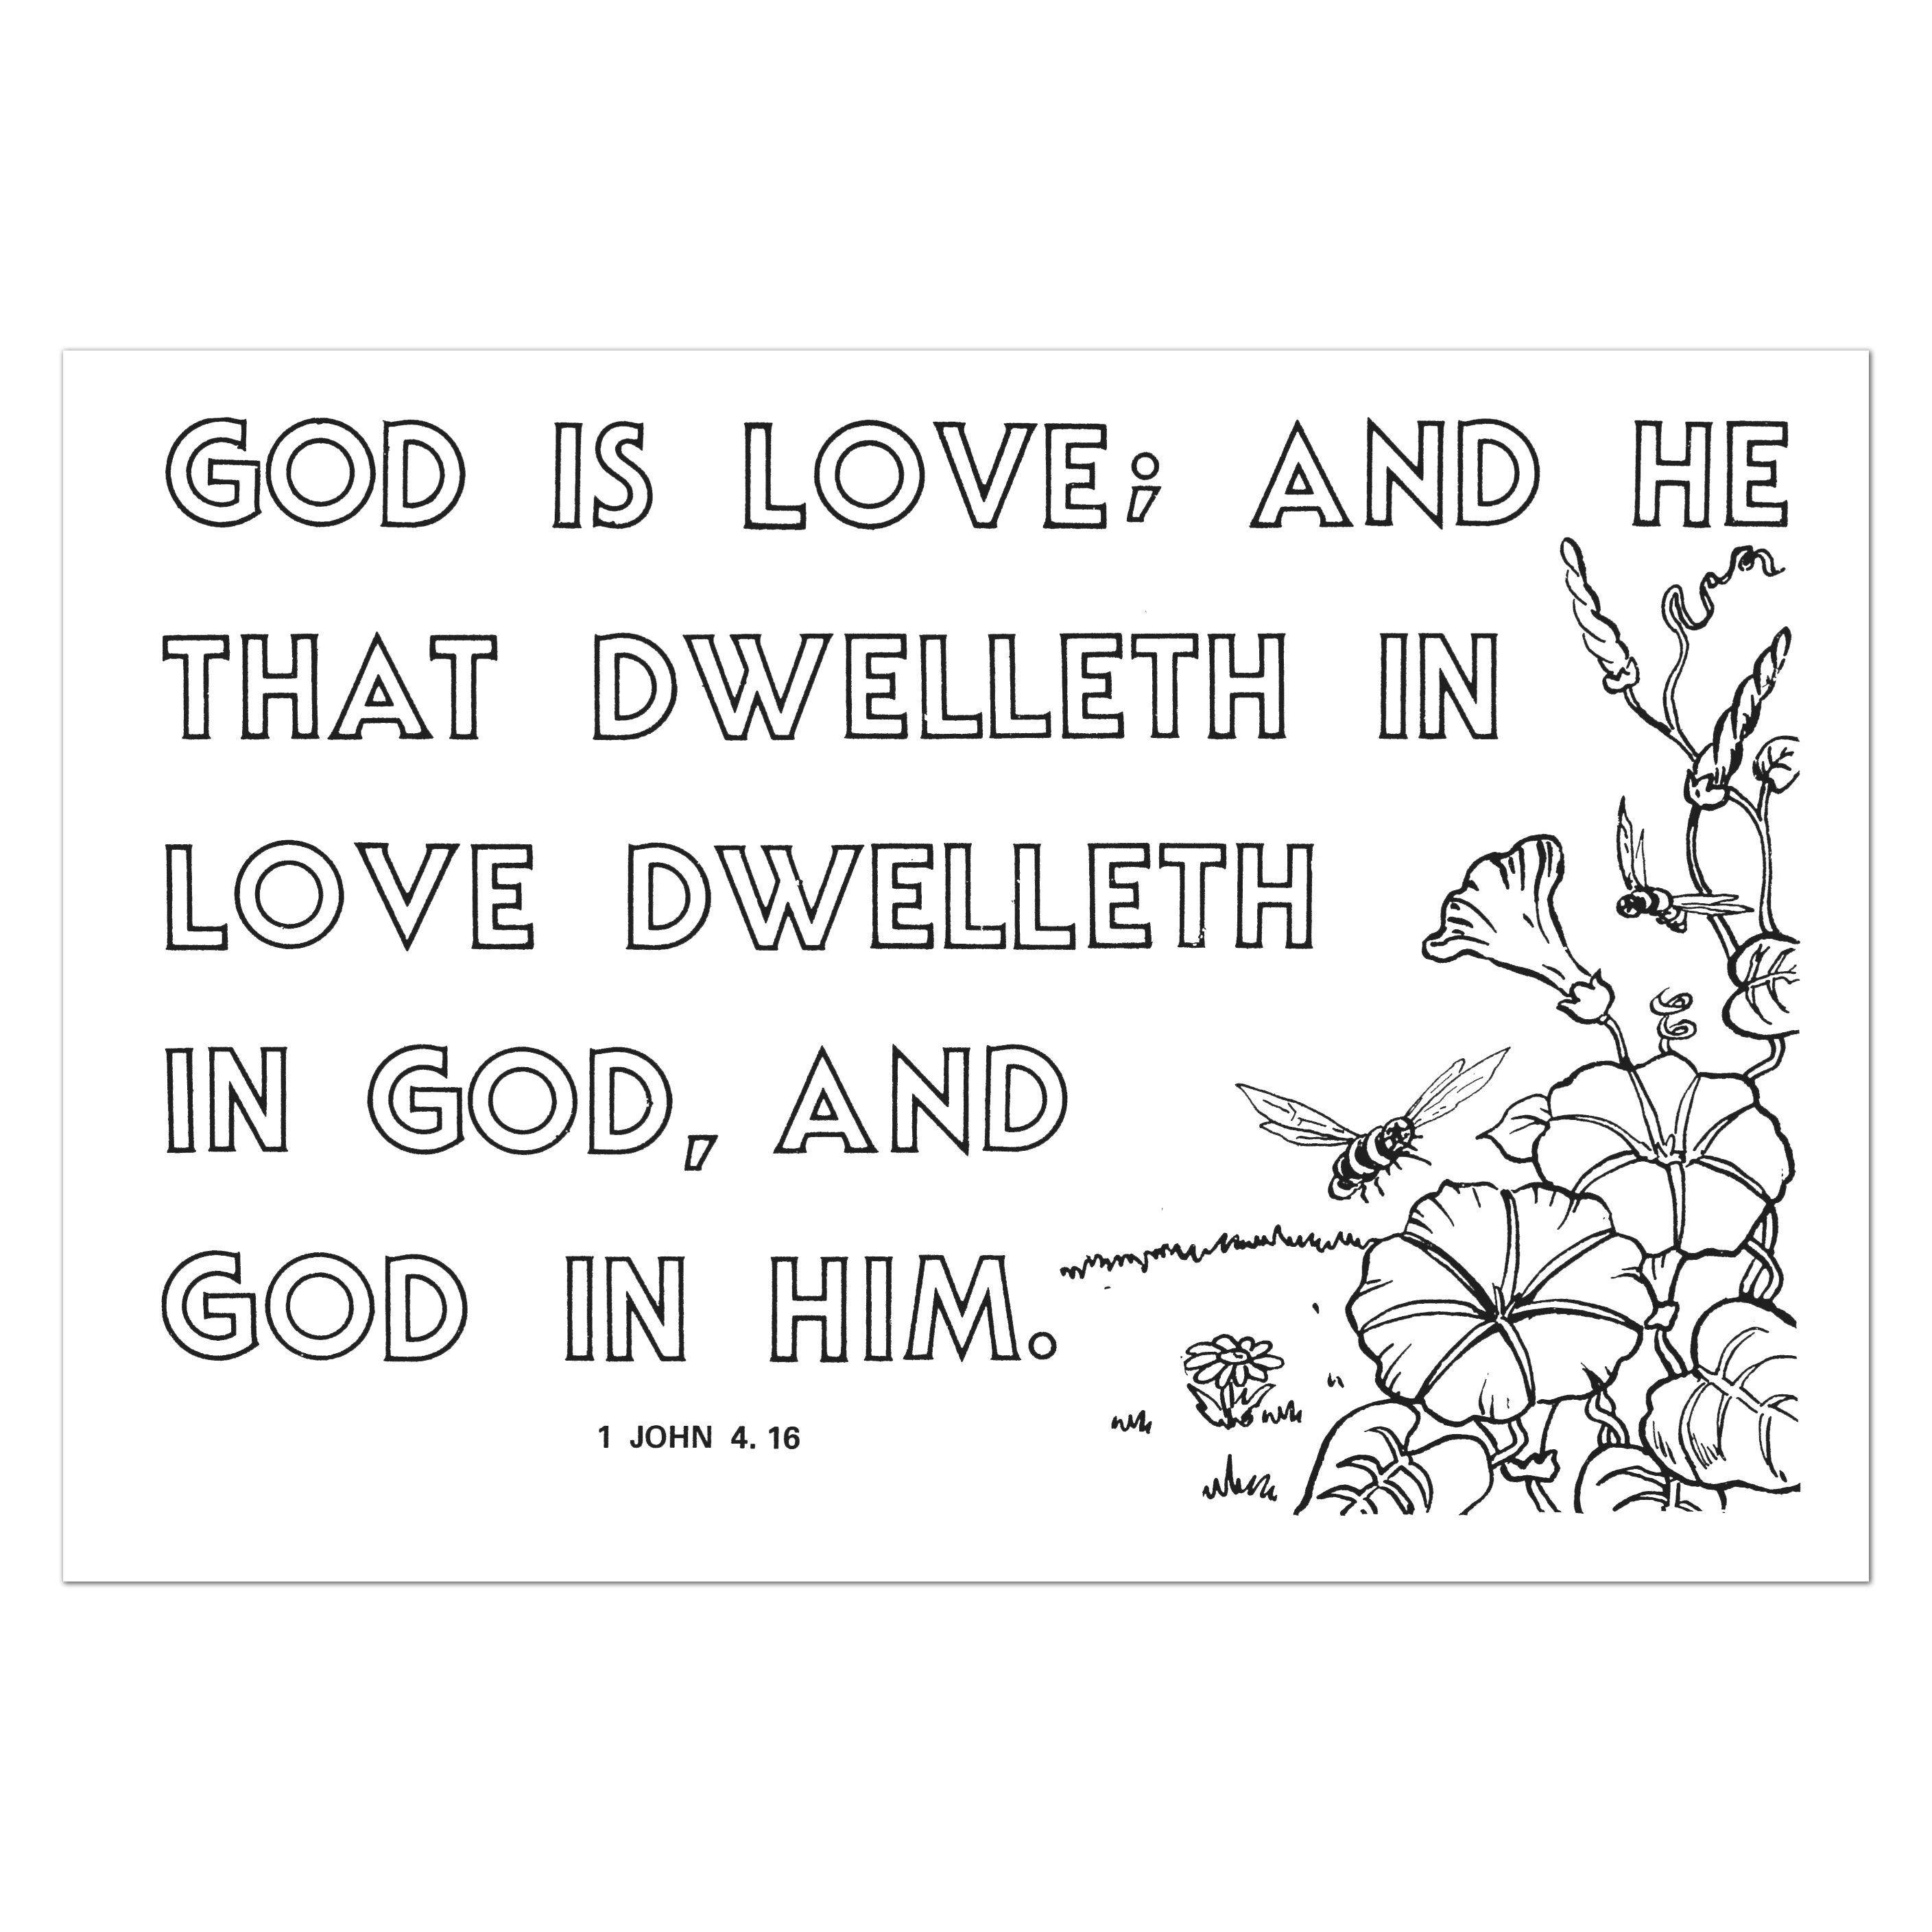 GOD IS LOVE; AND HE
THAT DWELLETH IN
LOVE DWELLETH
IN GOD, AND
GOD IN HIM.
1 JOHN 4. 16